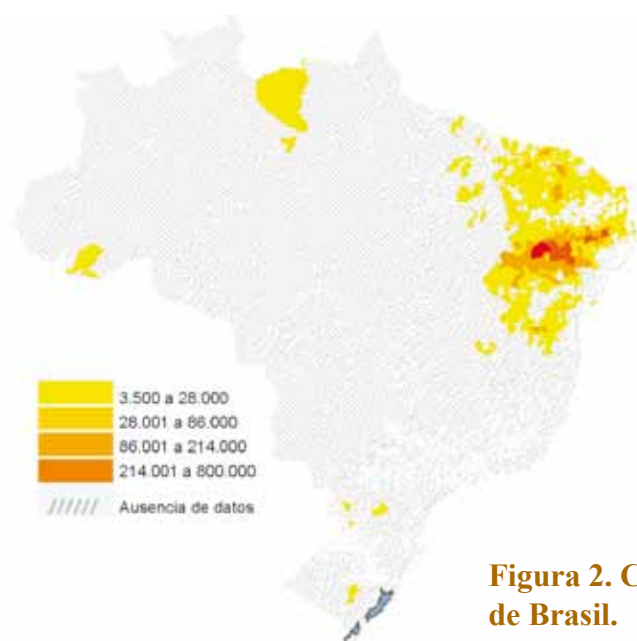 3.500 a 28.000
28.001 a 86.000
86.001 a 214.000
214.001 a 800.000
Ausencia de datos
Figura 2. C
de Brasil.